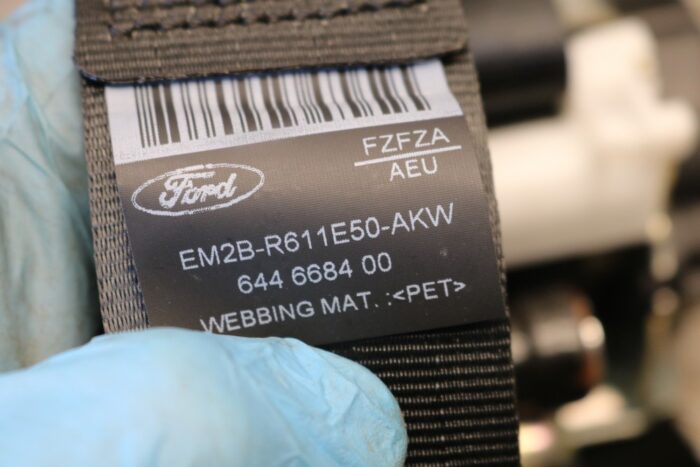 FZFZA
AEU
Ford
EM2B-R611E50-AKW
644 6684 00
WEBBING MAT. :<PET>